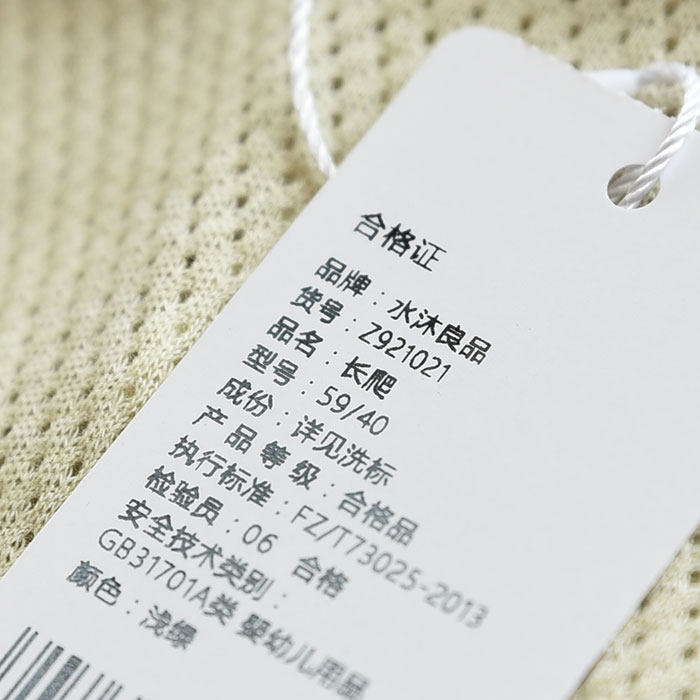 合格证
品牌：水沐良品
货号：Z921021
品名：长爬
型号：59/40
成份：详见洗标
产品等级：合格品
执行标准：FZ/T73025-2013
检验员：06 合格
安全技术类别：
GB31701A类 婴幼儿用品
颜色：浅绿